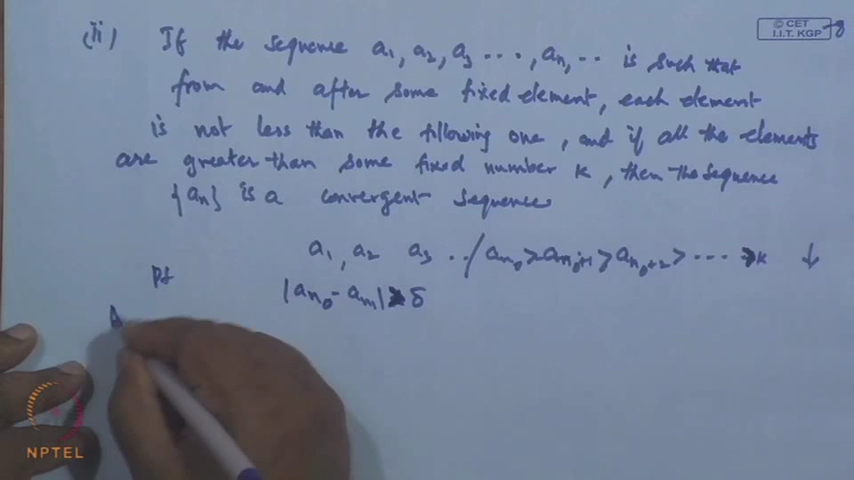 © CET
I.I.T. KGP
(ii) If the sequence a₁, a₂, a₃ ..., aₙ, .. is such that
from and after some fixed element, each element
is not less than the following one, and if all the elements
are greater than some fixed number K, then the sequence
{aₙ} is a convergent sequence
a₁, a₂ a₃ .. / aₙ₀ > aₙ₀₊₁ > aₙ₀₊₂ > ... > K ↓
Pf
|aₙ₀ - aₘ| δ
NPTEL